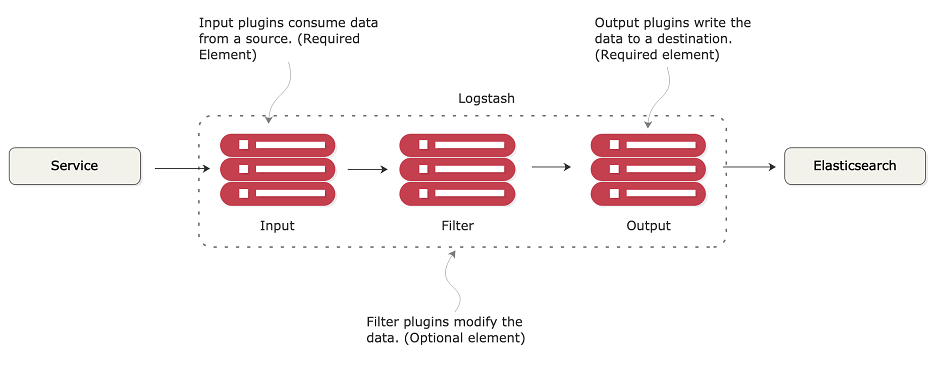 Input plugins consume data
from a source. (Required
Element)
Output plugins write the
data to a destination.
(Required element)
Logstash
Service
Elasticsearch
Input
Filter
Output
Filter plugins modify the
data. (Optional element)